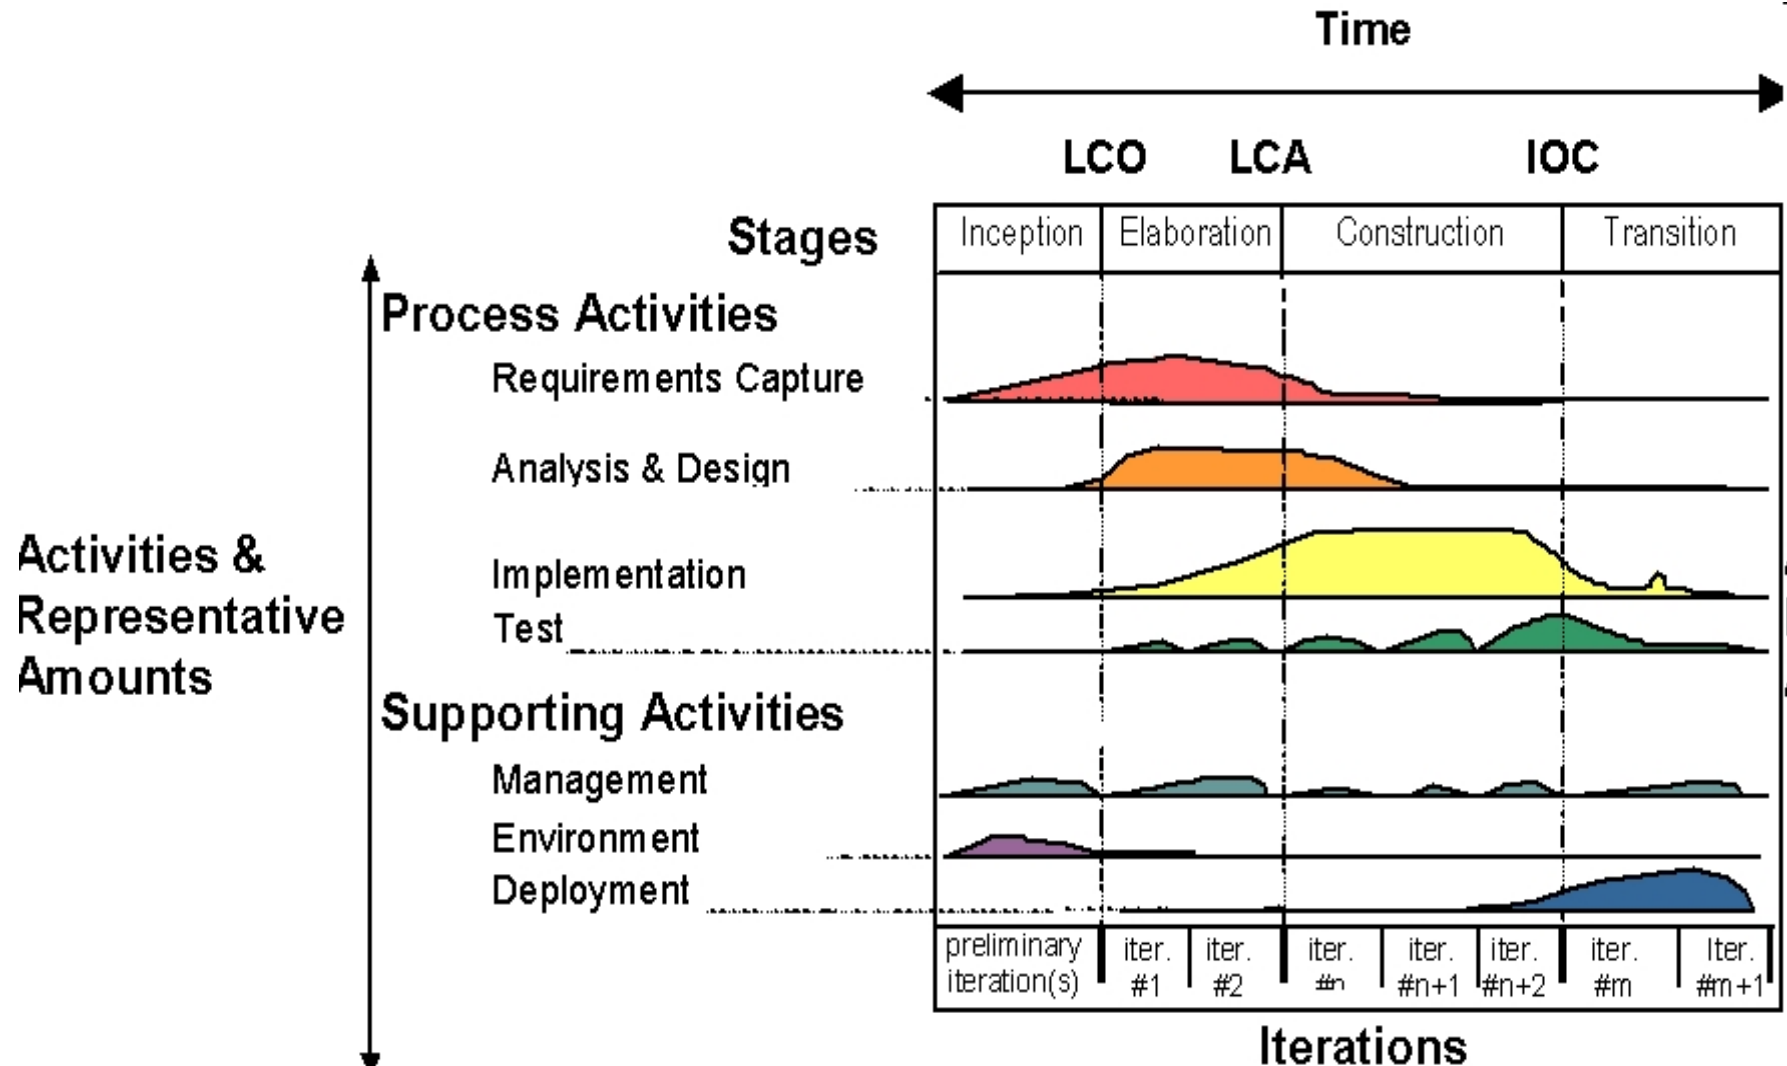 Time
LCO LCA IOC
Stages
Inception Elaboration Construction Transition
Process Activities
Requirements Capture
Analysis & Design
Activities &
Representative
Amounts
Implementation
Test
Supporting Activities
Management
Environment
Deployment
preliminary
iteration(s)
iter.
#1
iter.
#2
iter.
#n
iter.
#n+1
iter.
#n+2
iter.
#m
Iter.
#m+1
Iterations